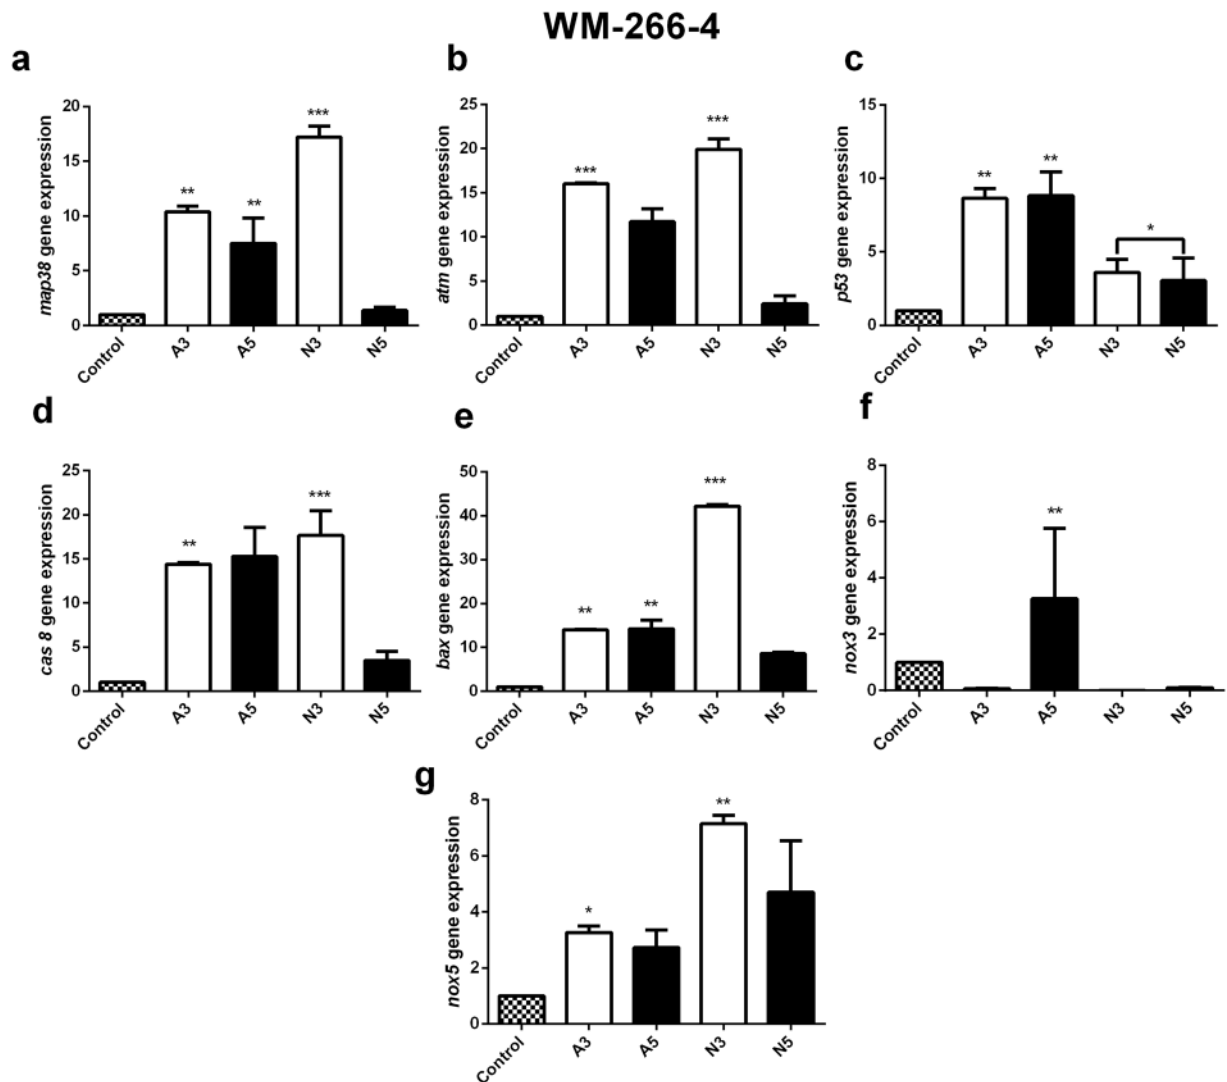 WM-266-4
a
b
c
map38 gene expression
20
15
10
5
0
**
**
***
Control
A3
A5
N3
N5
atm gene expression
25
20
15
10
5
0
***
***
Control
A3
A5
N3
N5
p53 gene expression
15
10
5
0
**
**
*
Control
A3
A5
N3
N5
d
e
f
cas 8 gene expression
25
20
15
10
5
0
**
***
Control
A3
A5
N3
N5
bax gene expression
50
40
30
20
10
0
**
**
***
Control
A3
A5
N3
N5
nox3 gene expression
8
6
4
2
0
**
Control
A3
A5
N3
N5
g
nox5 gene expression
8
6
4
2
0
*
**
Control
A3
A5
N3
N5